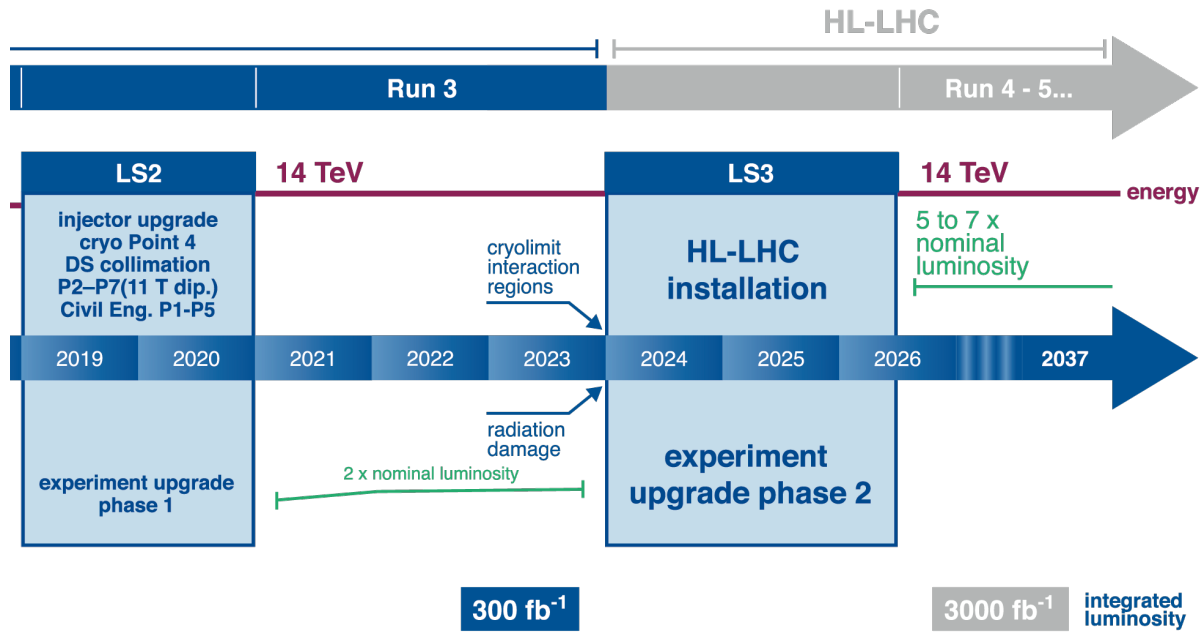 HL-LHC
Run 3
Run 4 - 5...
LS2
14 TeV
LS3
14 TeV
energy
injector upgrade
cryo Point 4
DS collimation
P2–P7(11 T dip.)
Civil Eng. P1-P5
cryolimit
interaction
regions
HL-LHC
installation
5 to 7 x
nominal
luminosity
2019
2020
2021
2022
2023
2024
2025
2026
2037
experiment upgrade
phase 1
2 x nominal luminosity
radiation
damage
experiment
upgrade phase 2
300 fb-1
3000 fb-1
integrated
luminosity